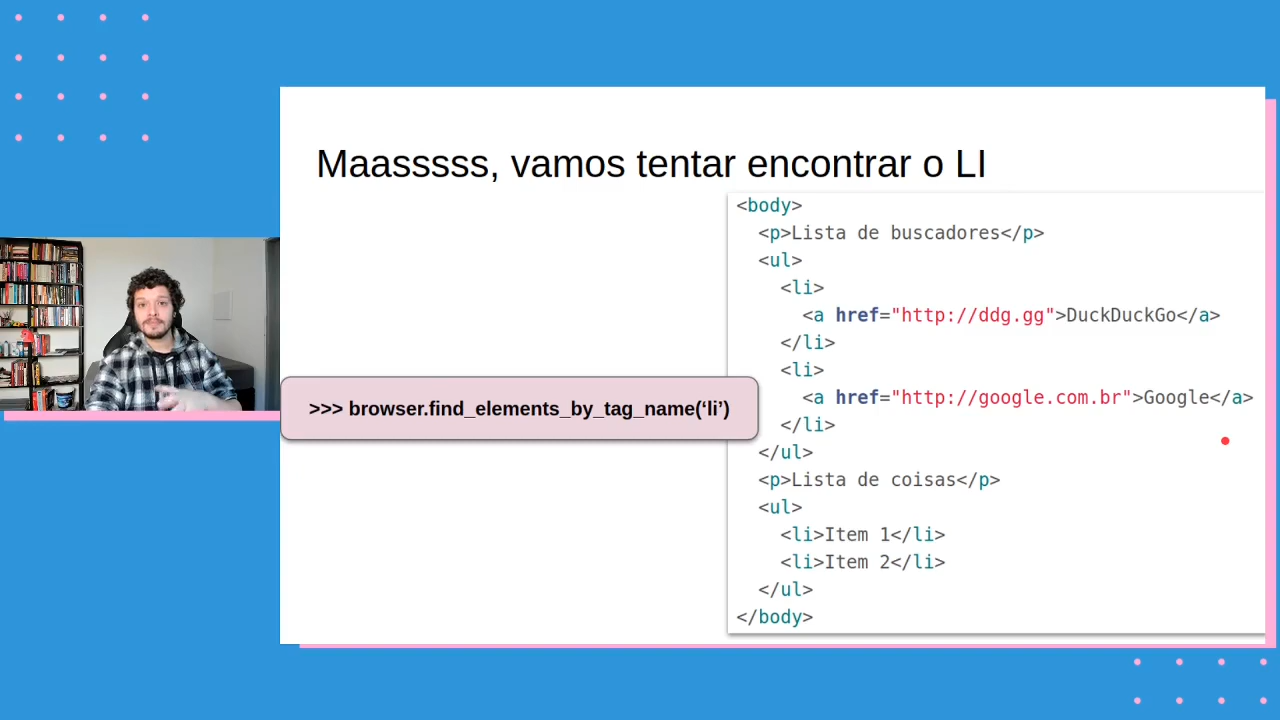 Maasssss, vamos tentar encontrar o LI
<body>
<p>Lista de buscadores</p>
<ul>
<li>
<a href="http://ddg.gg">DuckDuckGo</a>
</li>
<li>
<a href="http://google.com.br">Google</a>
</li>
</ul>
<p>Lista de coisas</p>
<ul>
<li>Item 1</li>
<li>Item 2</li>
</ul>
</body>
>>> browser.find_elements_by_tag_name(‘li’)